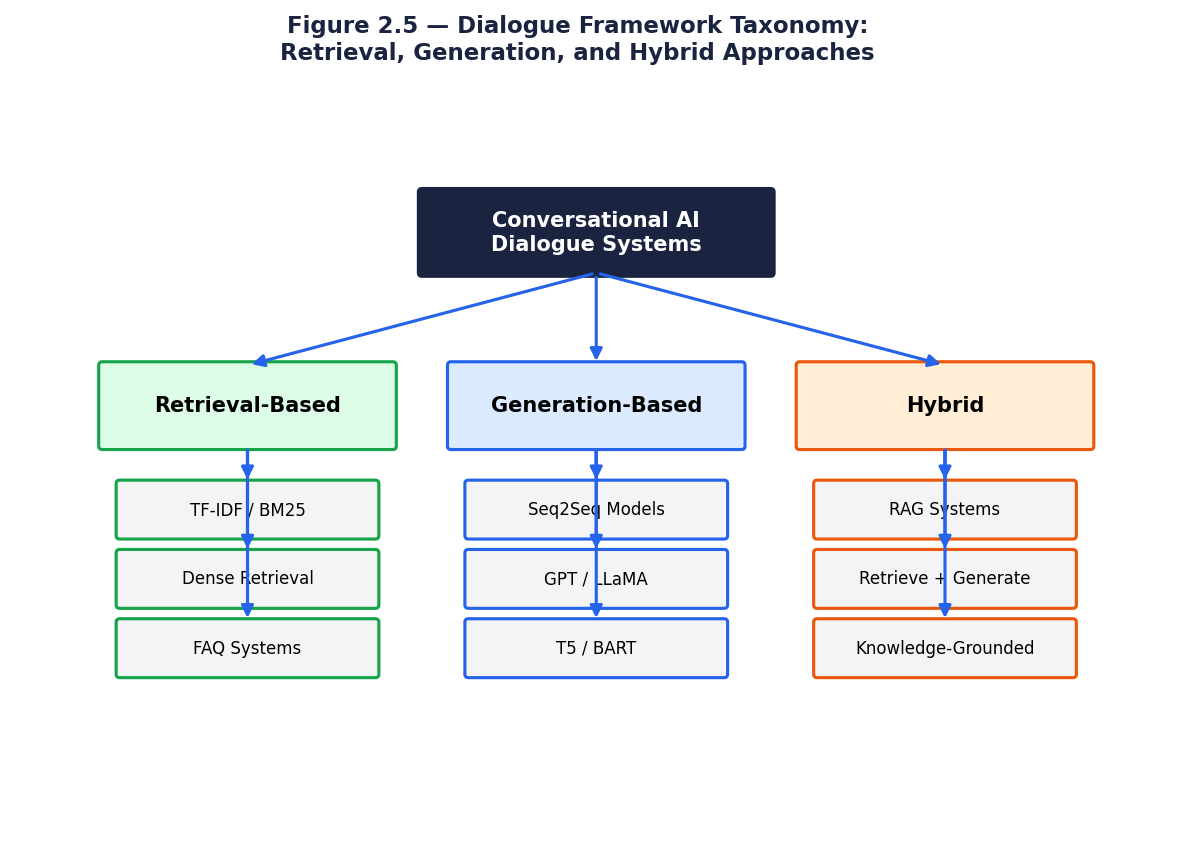 Figure 2.5 — Dialogue Framework Taxonomy:
Retrieval, Generation, and Hybrid Approaches
Conversational AI
Dialogue Systems
Retrieval-Based
Generation-Based
Hybrid
TF-IDF / BM25
Seq2Seq Models
RAG Systems
Dense Retrieval
GPT / LLaMA
Retrieve + Generate
FAQ Systems
T5 / BART
Knowledge-Grounded